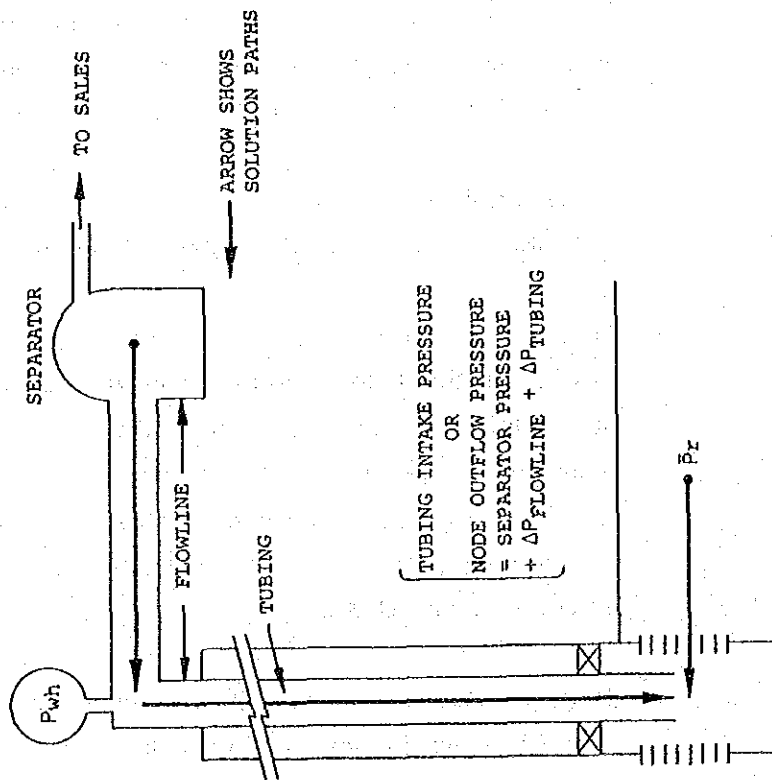 Pwh
SEPARATOR
TO SALES
FLOWLINE
ARROW SHOWS
SOLUTION PATHS
TUBING
TUBING INTAKE PRESSURE
OR
NODE OUTFLOW PRESSURE
= SEPARATOR PRESSURE
+ ΔPFLOWLINE + ΔPTUBING
P̄r